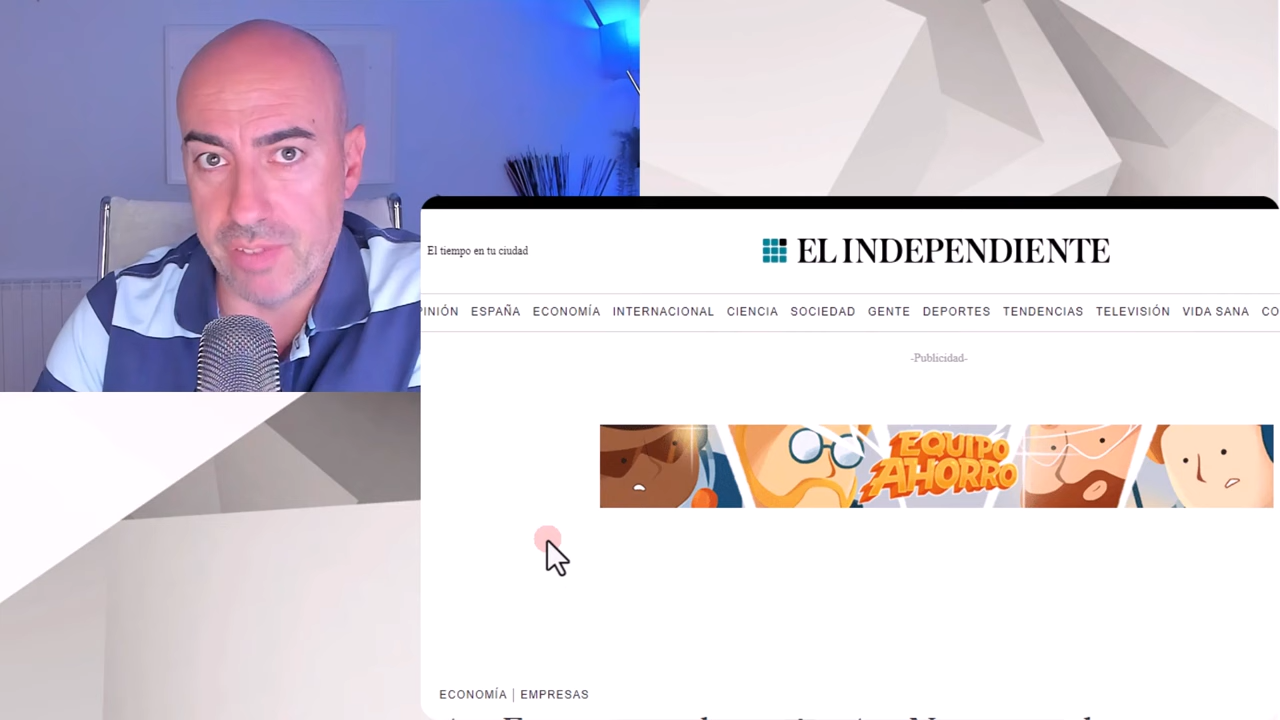 El tiempo en tu ciudad
EL INDEPENDIENTE
PINIÓN ESPAÑA ECONOMÍA INTERNACIONAL CIENCIA SOCIEDAD GENTE DEPORTES TENDENCIAS TELEVISIÓN VIDA SANA CO
-Publicidad-
EQUIPO
AHORRO
ECONOMÍA | EMPRESAS